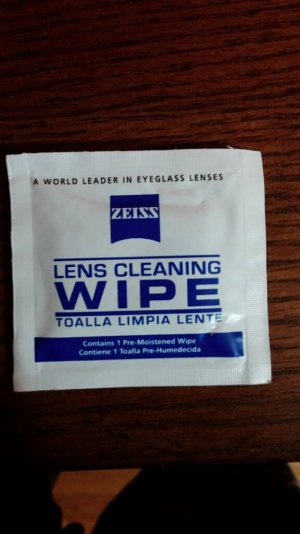 A WORLD LEADER IN EYEGLASS LENSES
ZEISS
LENS CLEANING
WIPE
TOALLA LIMPIA LENTE
Contains 1 Pre-Moistened Wipe
Contiene 1 Toalla Pre-Humedecida